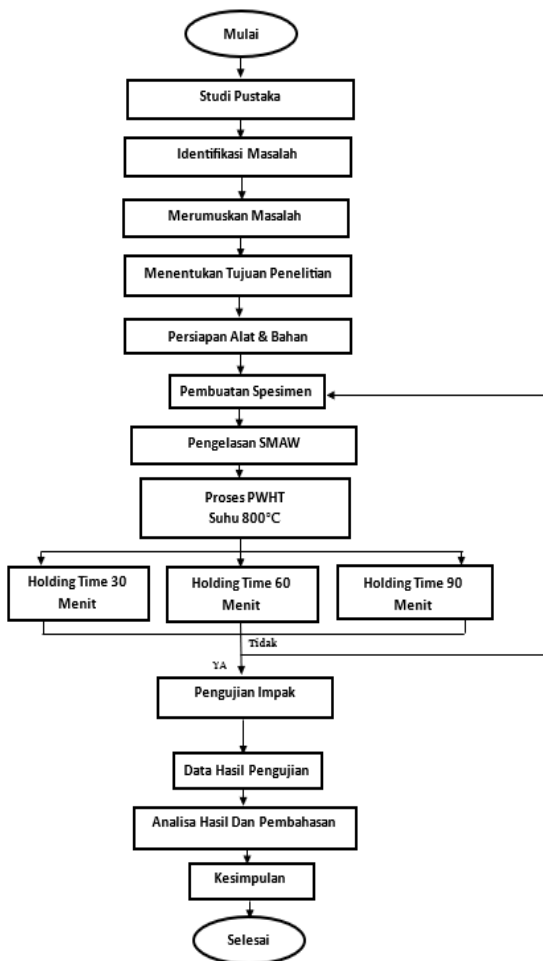 Mulai
Studi Pustaka
Identifikasi Masalah
Merumuskan Masalah
Menentukan Tujuan Penelitian
Persiapan Alat & Bahan
Pembuatan Spesimen
Pengelasan SMAW
Proses PWHT
Suhu 800°C
Holding Time 30
Menit
Holding Time 60
Menit
Holding Time 90
Menit
Tidak
YA
Pengujian Impak
Data Hasil Pengujian
Analisa Hasil Dan Pembahasan
Kesimpulan
Selesai